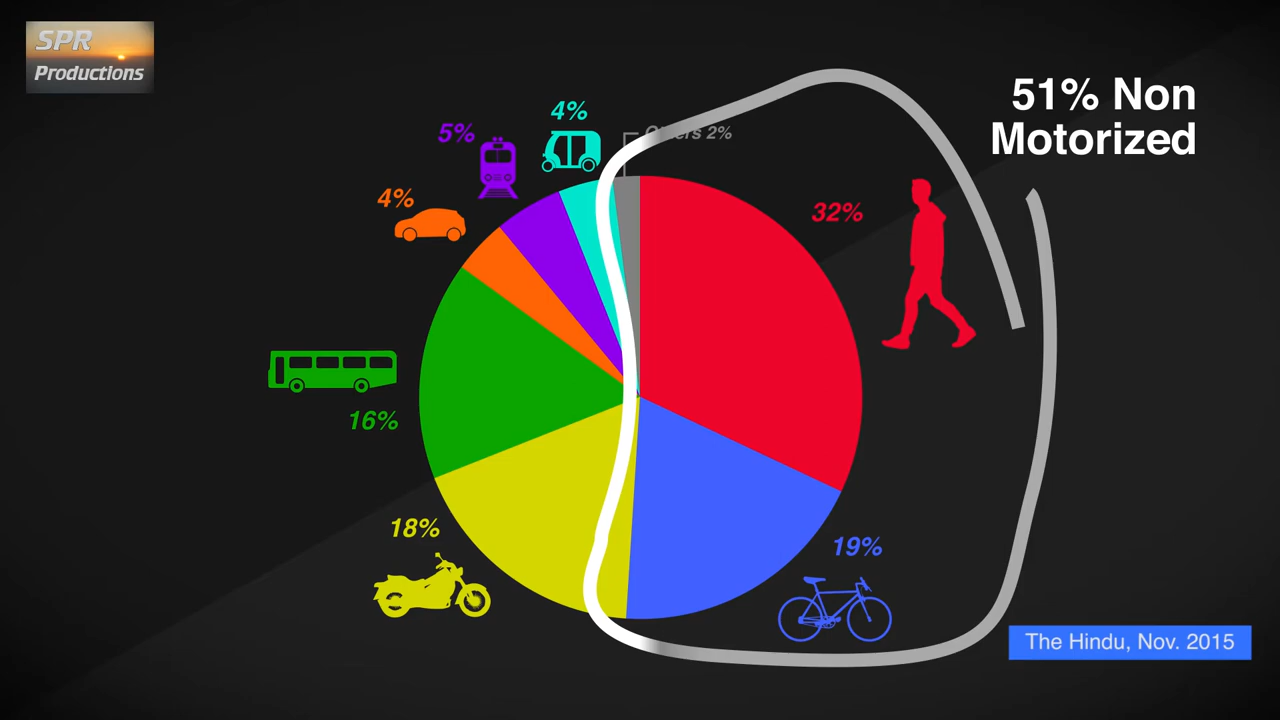 SPR
Productions
51% Non
Motorized
4%
5%
Others 2%
4%
32%
16%
18%
19%
The Hindu, Nov. 2015